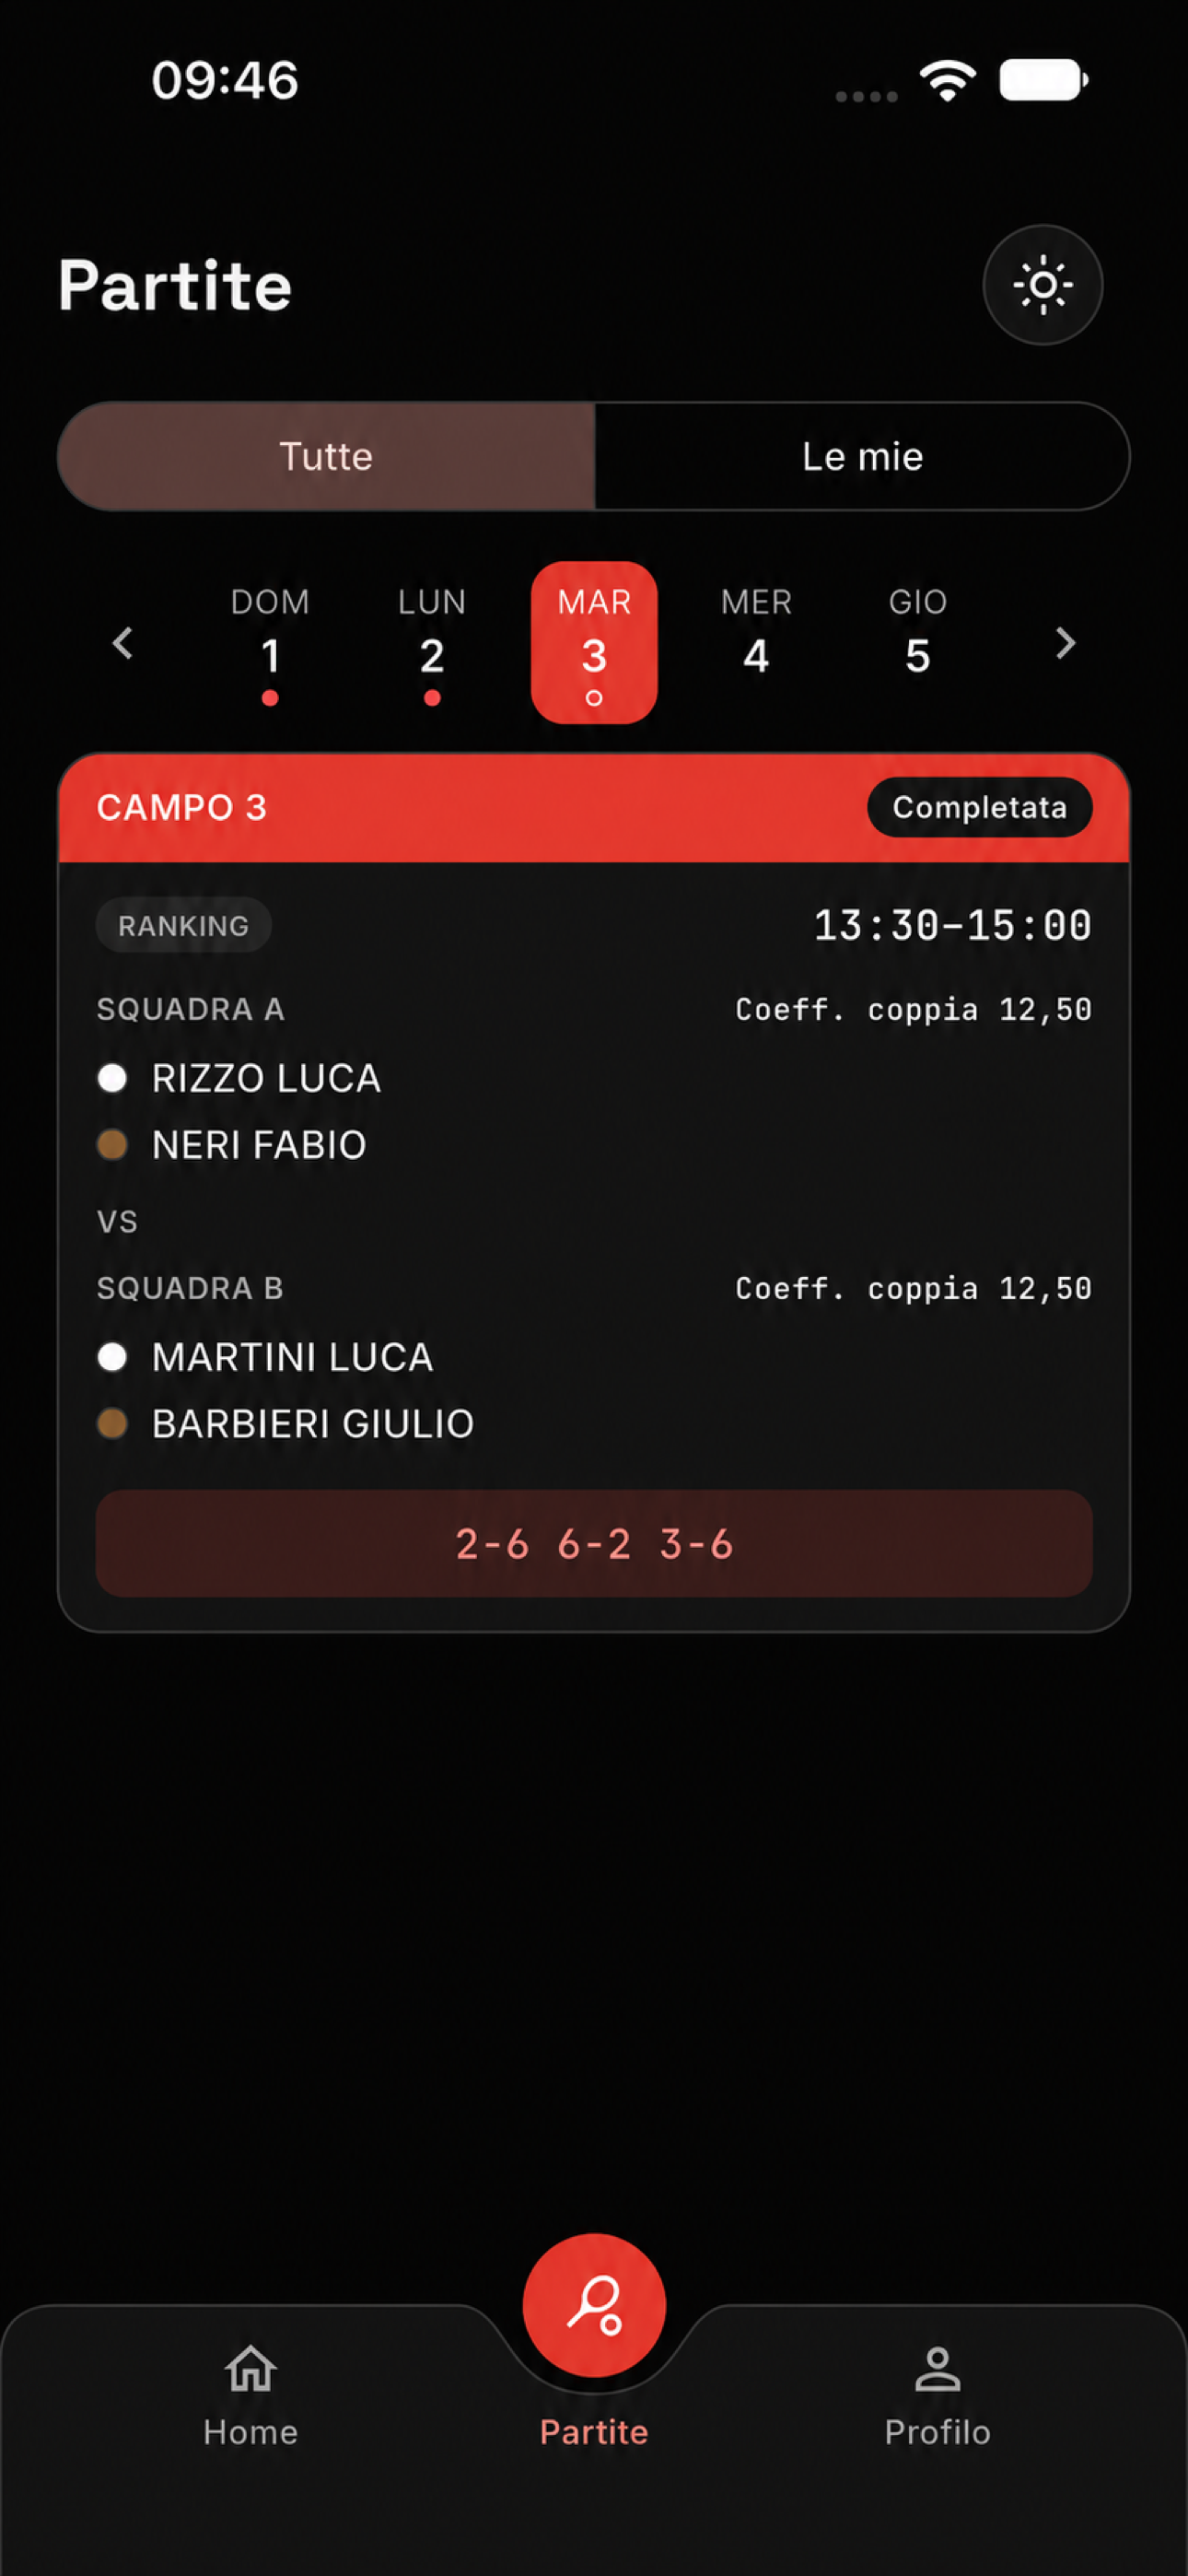 09:46
Partite
Tutte Le mie
DOM LUN MAR MER GIO
1 2 3 4 5
CAMPO 3 Completata
RANKING 13:30–15:00
SQUADRA A Coeff. coppia 12,50
RIZZO LUCA
NERI FABIO
VS
SQUADRA B Coeff. coppia 12,50
MARTINI LUCA
BARBIERI GIULIO
2-6 6-2 3-6
Home Partite Profilo